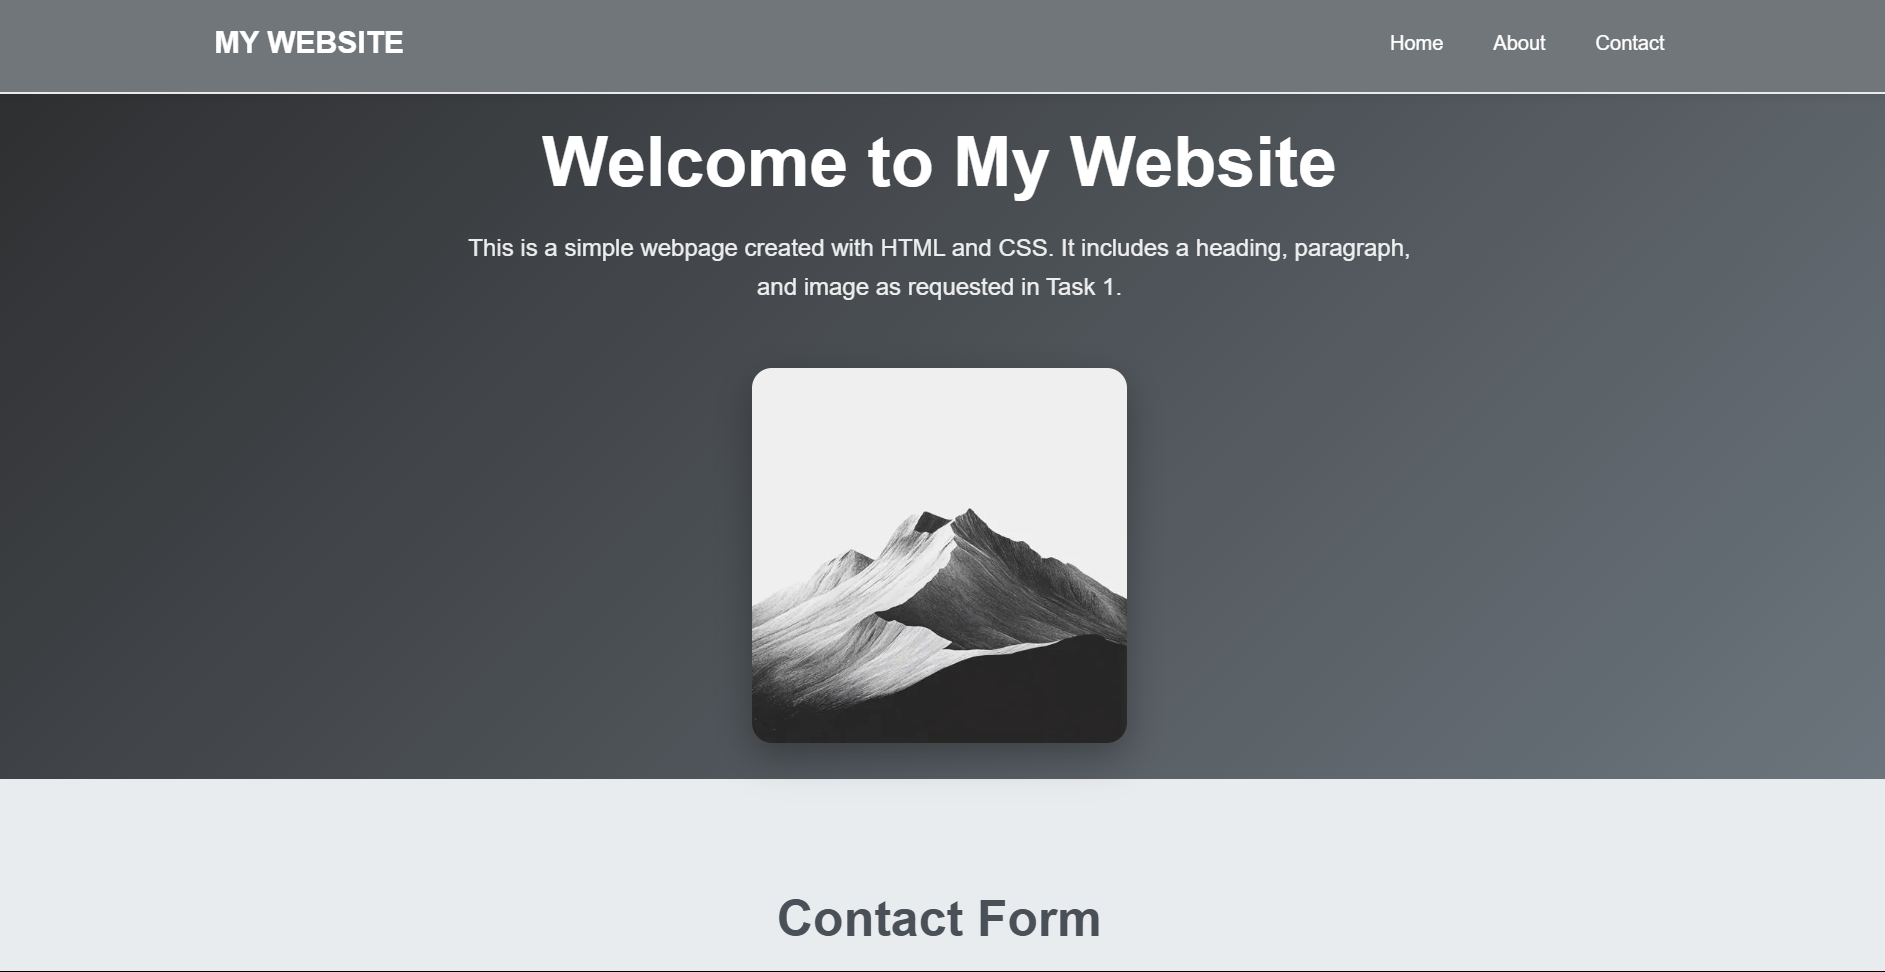 MY WEBSITE
Home About Contact
Welcome to My Website
This is a simple webpage created with HTML and CSS. It includes a heading, paragraph,
and image as requested in Task 1.
Contact Form